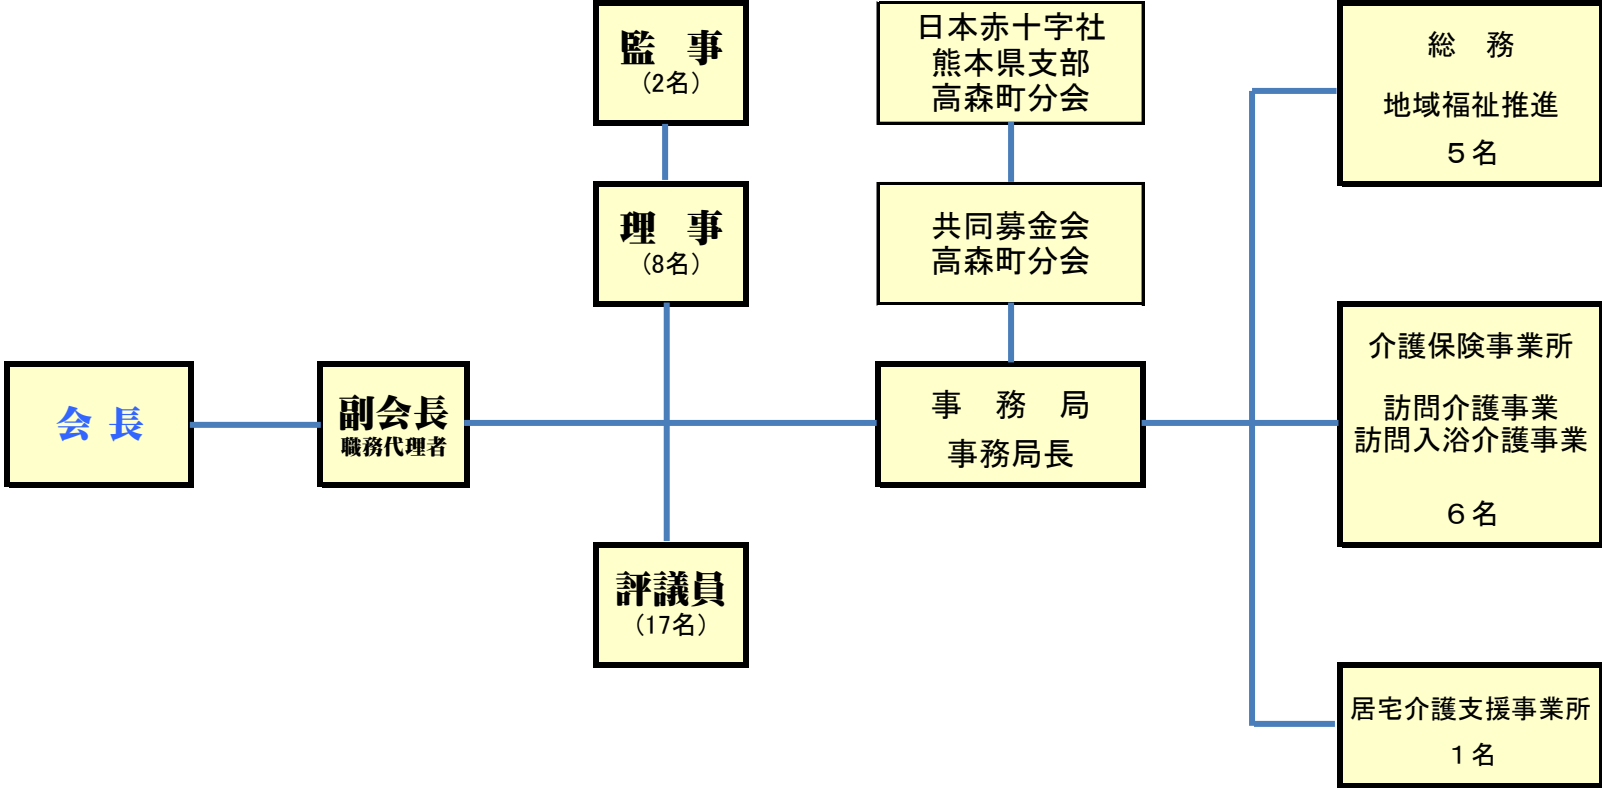 監　事
（2名）
理　事
（8名）
会 長
副会長
職務代理者
評議員
（17名）
日本赤十字社
熊本県支部
高森町分会
共同募金会
高森町分会
事　務　局
事務局長
総　務
地域福祉推進
５名
介護保険事業所
訪問介護事業
訪問入浴介護事業
６名
居宅介護支援事業所
１名